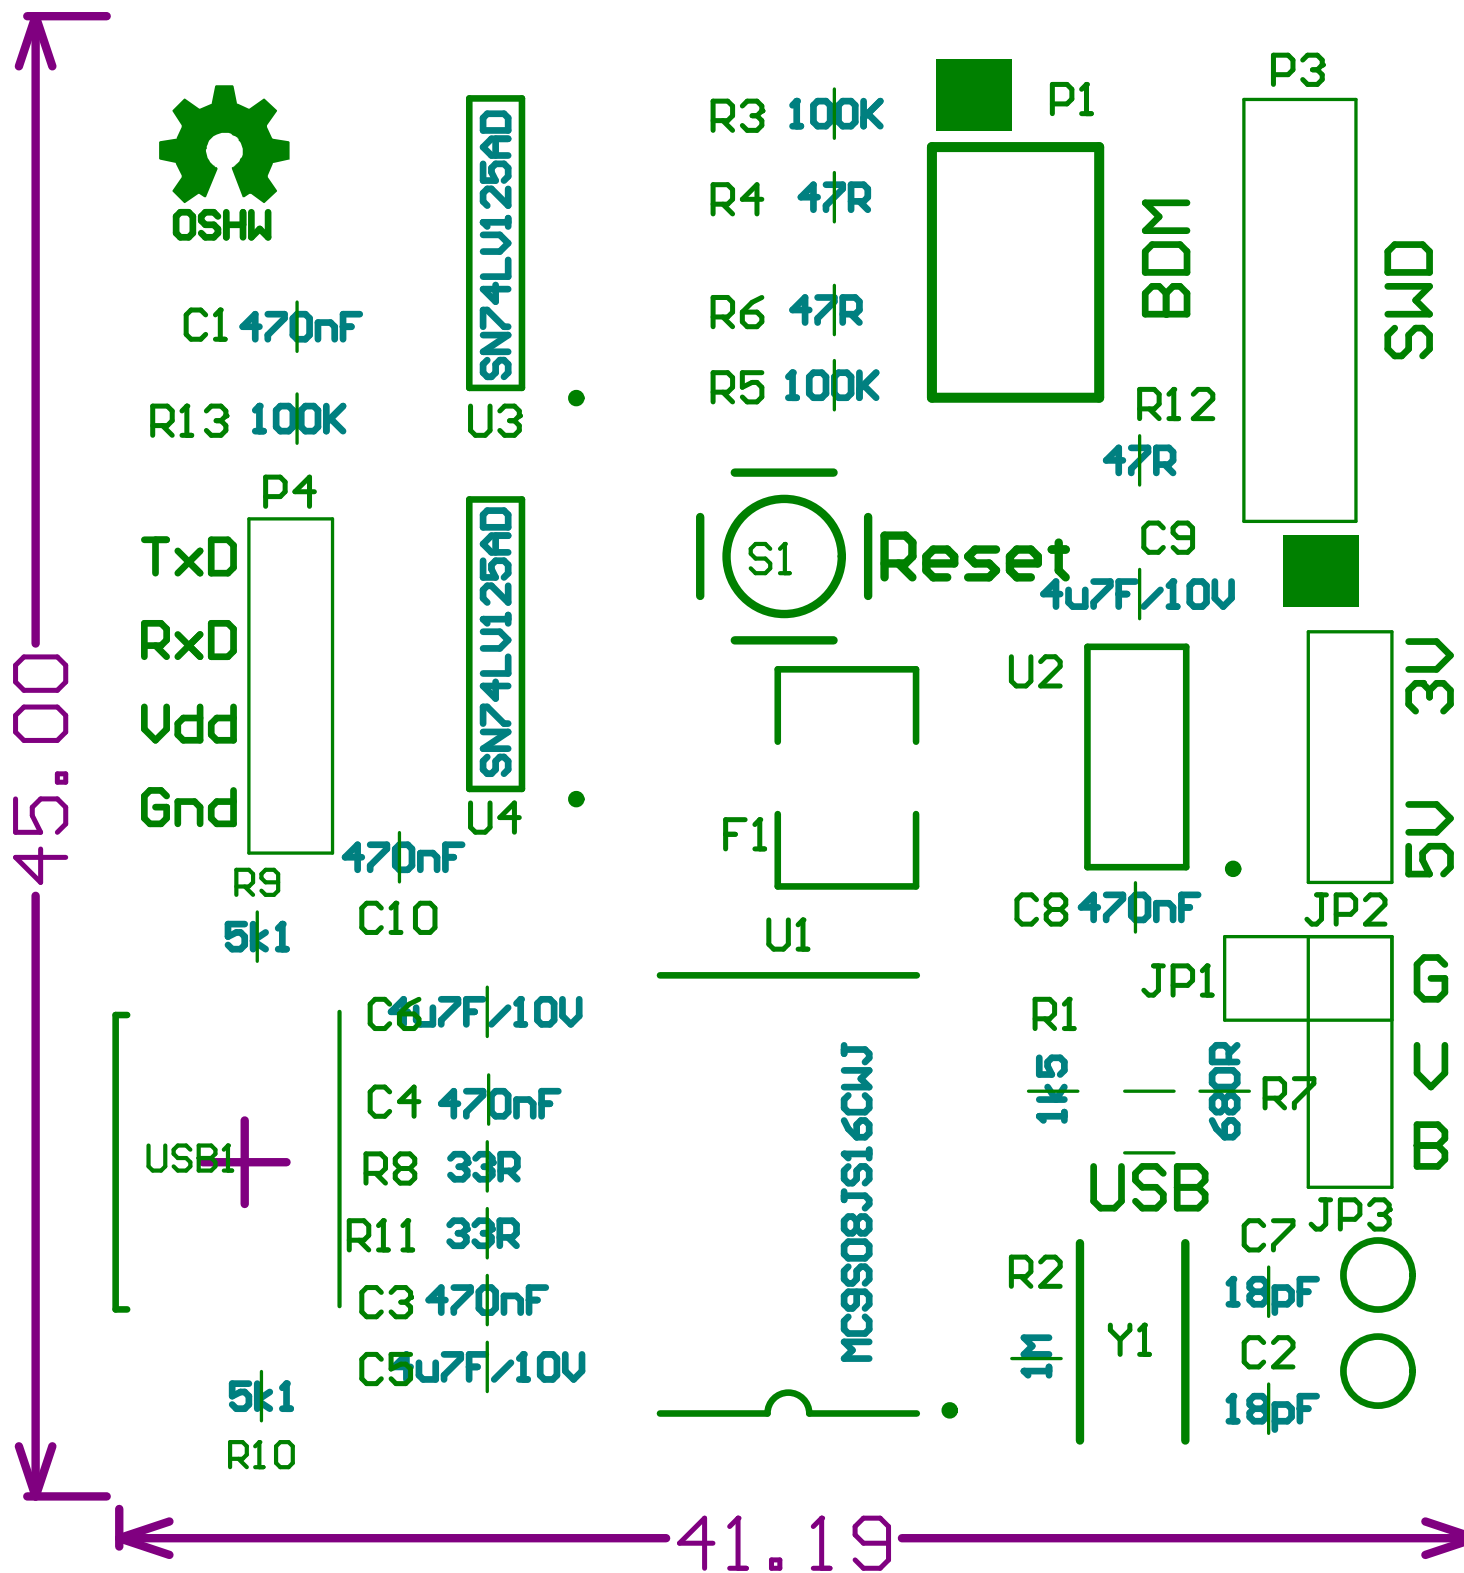 P3
P1
R3 100K
OSHW
SN74LV125AD
R4 47R
BDM
SWD
C1 470nF
R6 47R
R5 100K
R13 100K
U3
R12
47R
P4
SN74LV125AD
TxD
S1
Reset
C9
4u7F/10V
RxD
U2
3V
45.00
Vdd
Gnd
U4
F1
5V
470nF
R9
C10
5k1
U1
C8 470nF
JP2
JP1
G
C6 4u7F/10V
R1
1k5
680R
R7
V
C4 470nF
MC9S08JS16CWJ
USB1
R8 33R
B
USB
R11 33R
JP3
C7
R2
C3 470nF
18pF
Y1
1M
C2
C5 4u7F/10V
5k1
18pF
R10
41.19